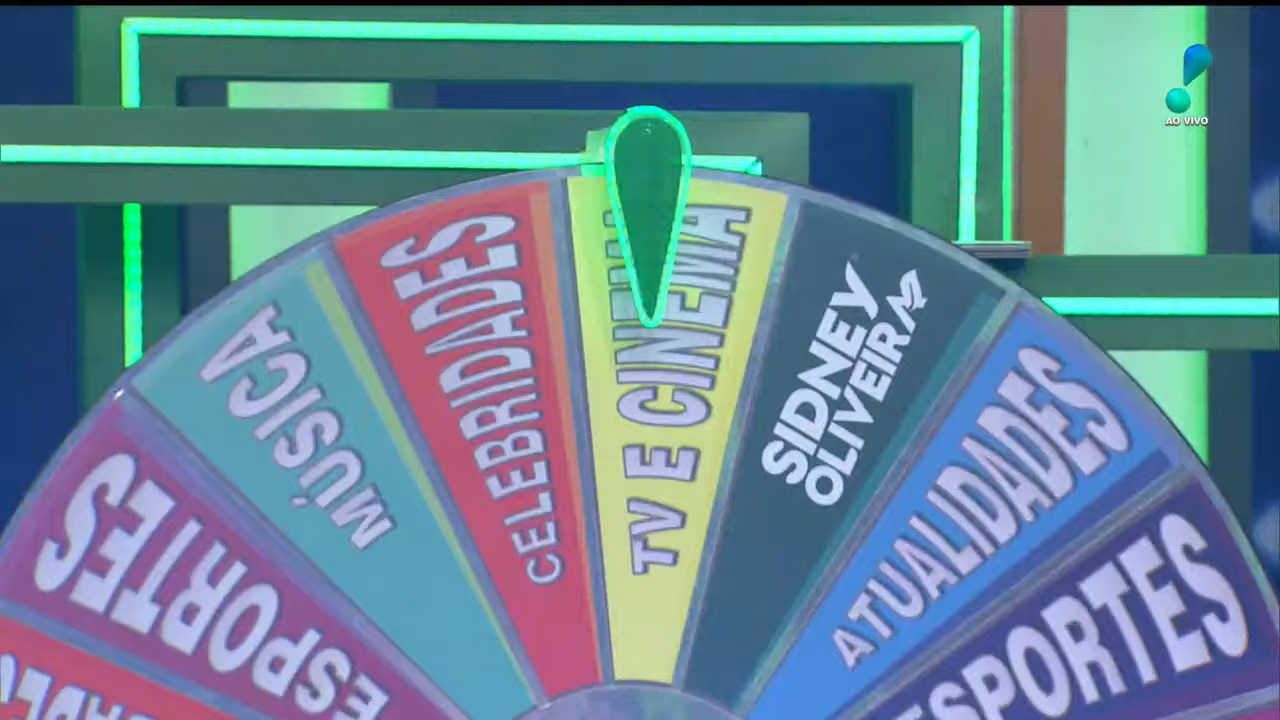 AO VIVO
ESPORTES
MÚSICA
CELEBRIDADES
TV E CINEMA
SIDNEY
OLIVEIRA
ATUALIDADES
ESPORTES